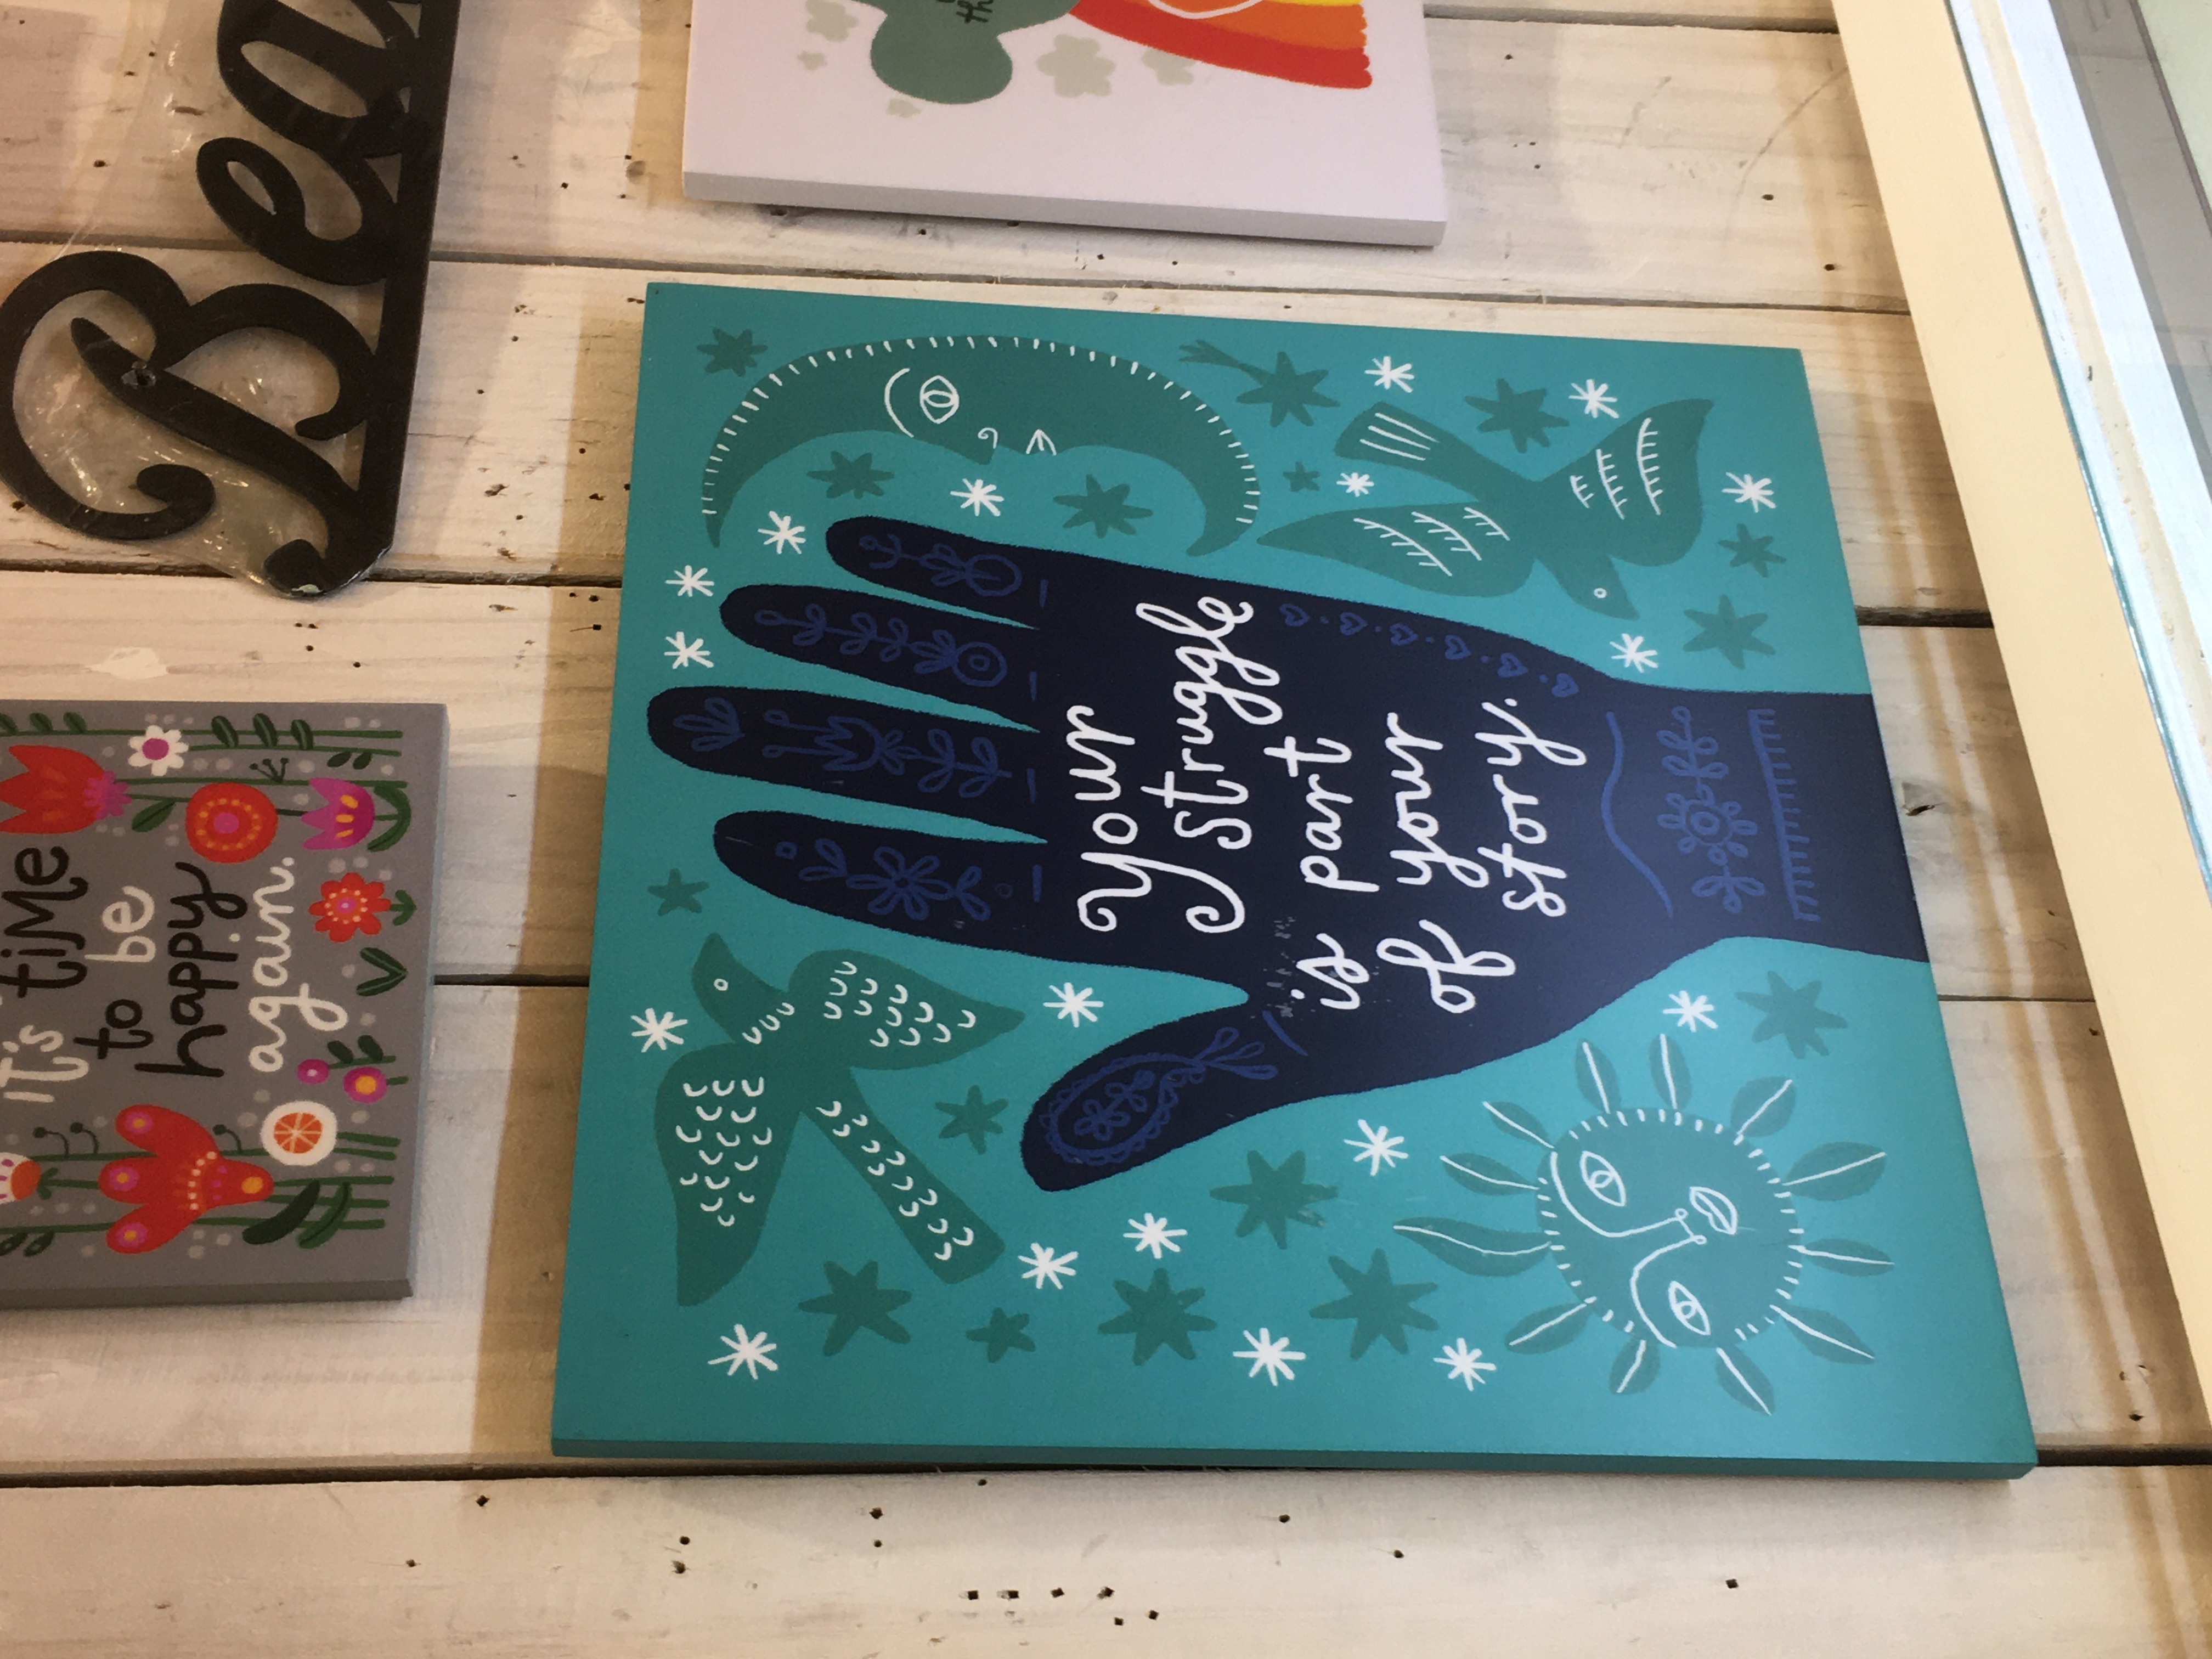 it's time
to be
happy
again.
Bea
th
Your
struggle
is part
of your
story.